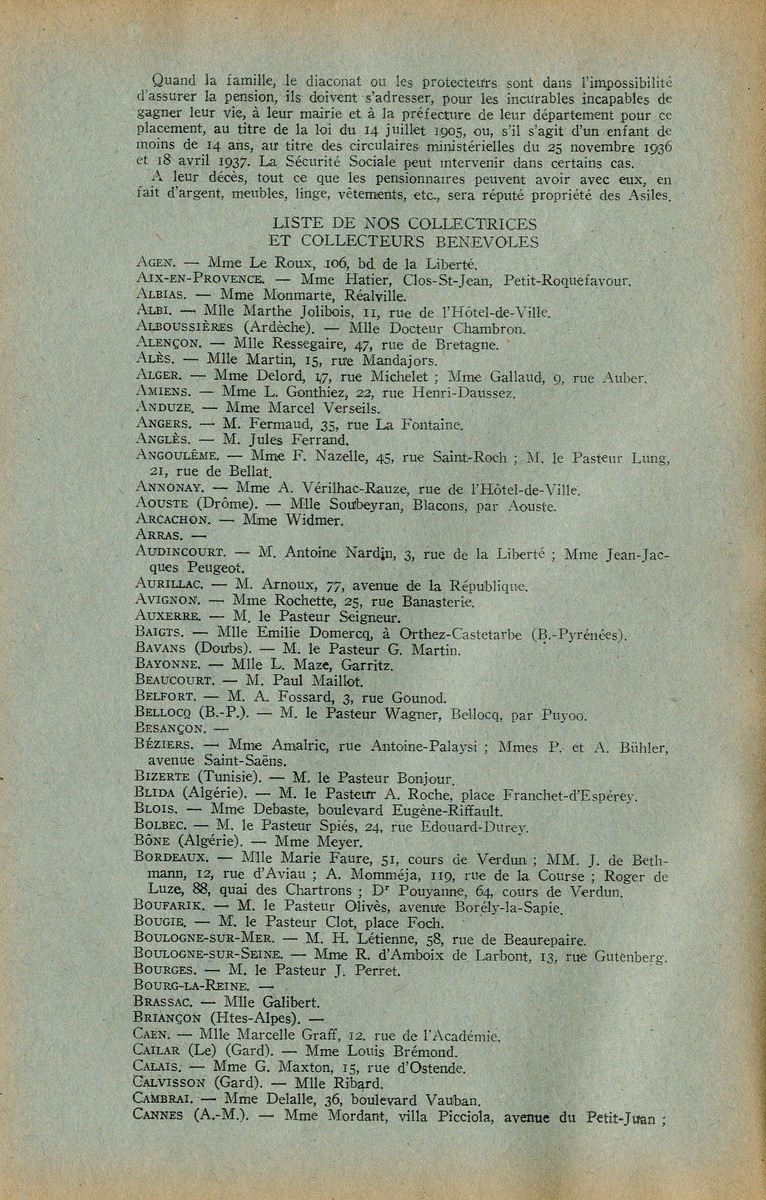 Quand la famille, le diaconat ou les protecteurs sont dans l'impossibilité
d'assurer la pension, ils doivent s'adresser, pour les incurables incapables de
gagner leur vie, à leur mairie et à la préfecture de leur département pour ce
placement, au titre de la loi du 14 juillet 1905, ou, s'il s'agit d'un enfant de
moins de 14 ans, au titre des circulaires ministérielles du 25 novembre 1936
et 18 avril 1937. La Sécurité Sociale peut intervenir dans certains cas.
A leur décès, tout ce que les pensionnaires peuvent avoir avec eux, en
fait d'argent, meubles, linge, vêtements, etc., sera réputé propriété des Asiles.
LISTE DE NOS COLLECTRICES
ET COLLECTEURS BENEVOLES
AGEN. — Mme Le Roux, 106, bd de la Liberté.
AIX-EN-PROVENCE. — Mme Hatier, Clos-St-Jean, Petit-Roquefavour.
ALBIAS. — Mme Monmarte, Réalville.
ALBI. — Mlle Marthe Jolibois, 11, rue de l'Hôtel-de-Ville.
ALBOUSSIÈRES (Ardèche). — Mlle Docteur Chambron.
ALENÇON. — Mlle Ressegaire, 47, rue de Bretagne.
ALÈS. — Mlle Martin, 15, rue Mandajors.
ALGER. — Mme Delord, 17, rue Michelet ; Mme Gallaud, 9, rue Auber.
AMIENS. — Mme L. Gonthiez, 22, rue Henri-Daussez.
ANDUZE. — Mme Marcel Verseils.
ANGERS. — M. Fermaud, 35, rue La Fontaine.
ANGLÈS. — M. Jules Ferrand.
ANGOULÊME. — Mme F. Nazelle, 45, rue Saint-Roch ; M. le Pasteur Lung,
21, rue de Bellat.
ANNONAY. — Mme A. Vérilhac-Rauze, rue de l'Hôtel-de-Ville.
AOUSTE (Drôme). — Mlle Soubeyran, Blacons, par Aouste.
ARCACHON. — Mme Widmer.
ARRAS. —
AUDINCOURT. — M. Antoine Nardin, 3, rue de la Liberté ; Mme Jean-Jac-
ques Peugeot.
AURILLAC. — M. Arnoux, 77, avenue de la République.
AVIGNON. — Mme Rochette, 25, rue Banasterie.
AUXERRE. — M. le Pasteur Seigneur.
BAIGTS. — Mlle Emilie Domercq, à Orthez-Castetarbe (B.-Pyrénées).
BAVANS (Doubs). — M. le Pasteur G. Martin.
BAYONNE. — Mlle L. Maze, Garritz.
BEAUCOURT. — M. Paul Maillot.
BELFORT. — M. A. Fossard, 3, rue Gounod.
BELLOCQ (B.-P.). — M. le Pasteur Wagner, Bellocq, par Puyoo.
BESANÇON. —
BÉZIERS. — Mme Amalric, rue Antoine-Palaysi ; Mmes P. et A. Bühler,
avenue Saint-Saëns.
BIZERTE (Tunisie). — M. le Pasteur Bonjour.
BLIDA (Algérie). — M. le Pasteur A. Roche, place Franchet-d'Espérey.
BLOIS. — Mme Debaste, boulevard Eugène-Riffault.
BOLBEC. — M. le Pasteur Spiés, 24, rue Edouard-Durey.
BÔNE (Algérie). — Mme Meyer.
BORDEAUX. — Mlle Marie Faure, 51, cours de Verdun ; MM. J. de Beth-
mann, 12, rue d'Aviau ; A. Momméja, 119, rue de la Course ; Roger de
Luze, 88, quai des Chartrons ; Dr Pouyanne, 64, cours de Verdun.
BOUFARIK. — M. le Pasteur Olivès, avenue Borély-la-Sapie.
BOUGIE. — M. le Pasteur Clot, place Foch.
BOULOGNE-SUR-MER. — M. H. Létienne, 58, rue de Beaurepaire.
BOULOGNE-SUR-SEINE. — Mme R. d'Amboix de Larbont, 13, rue Gutenberg.
BOURGES. — M. le Pasteur J. Perret.
BOURG-LA-REINE. —
BRASSAC. — Mlle Galibert.
BRIANÇON (Htes-Alpes). —
CAEN. — Mlle Marcelle Graff, 12, rue de l'Académie.
CAILAR (Le) (Gard). — Mme Louis Brémond.
CALAIS. — Mme G. Maxton, 15, rue d'Ostende.
CALVISSON (Gard). — Mlle Ribard.
CAMBRAI. — Mme Delalle, 36, boulevard Vauban.
CANNES (A.-M.). — Mme Mordant, villa Picciola, avenue du Petit-Juan ;